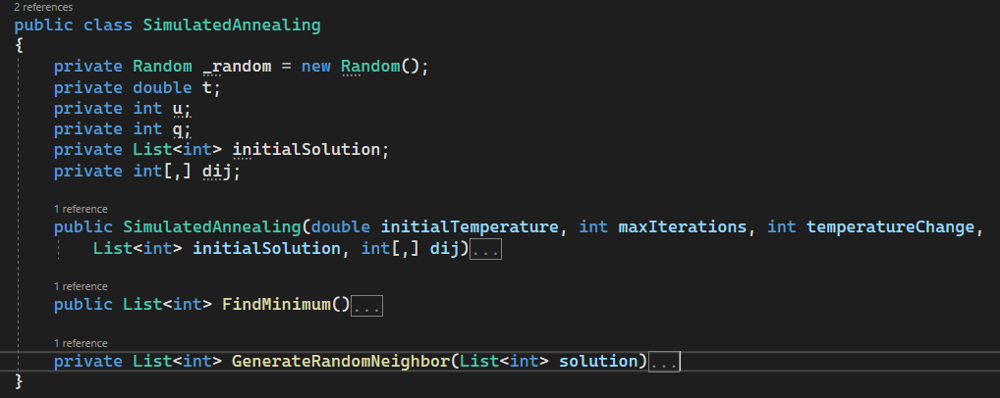 2 references
public class SimulatedAnnealing
{
private Random _random = new Random();
private double t;
private int u;
private int q;
private List<int> initialSolution;
private int[,] dij;
1 reference
public SimulatedAnnealing(double initialTemperature, int maxIterations, int temperatureChange,
List<int> initialSolution, int[,] dij)...
1 reference
public List<int> FindMinimum()...
1 reference
private List<int> GenerateRandomNeighbor(List<int> solution)...
}